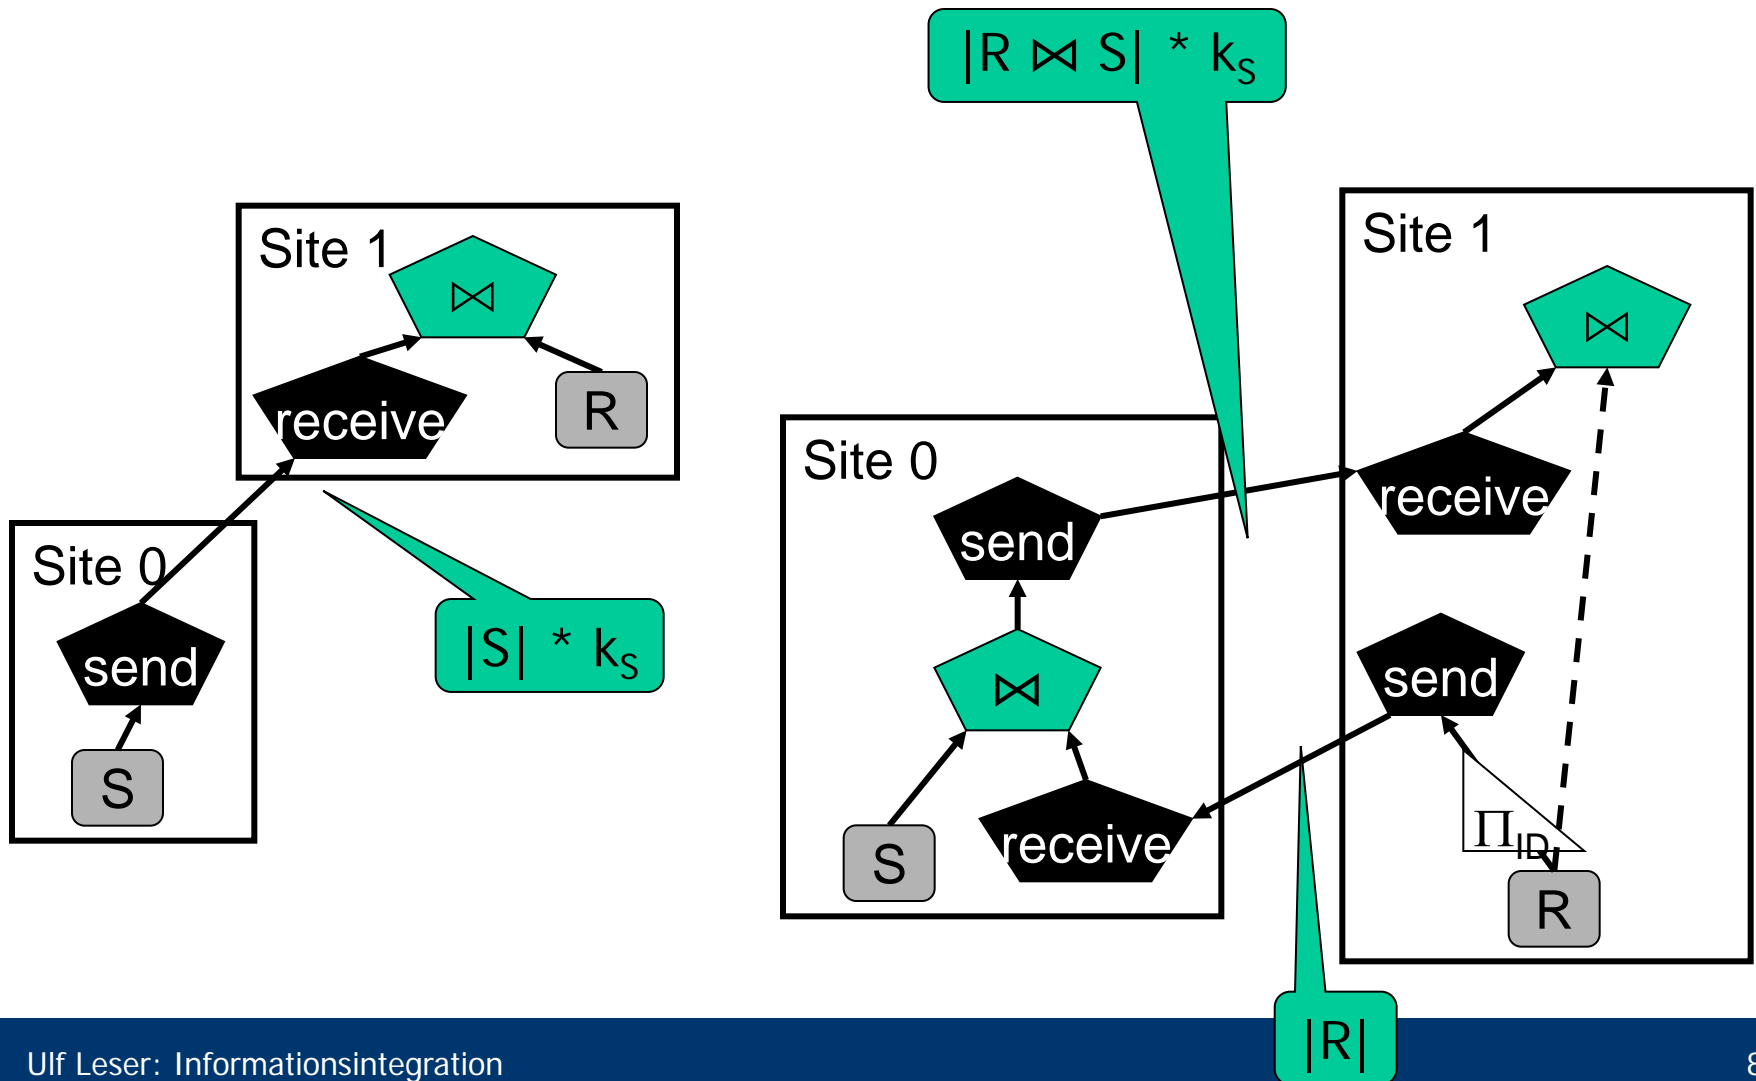 |R ⋈ S| * kS
Site 1
⋈
receive
R
Site 0
send
S
|S| * kS
Site 0
send
⋈
S
receive
Site 1
⋈
receive
send
ΠID
R
|R|
Ulf Leser: Informationsintegration